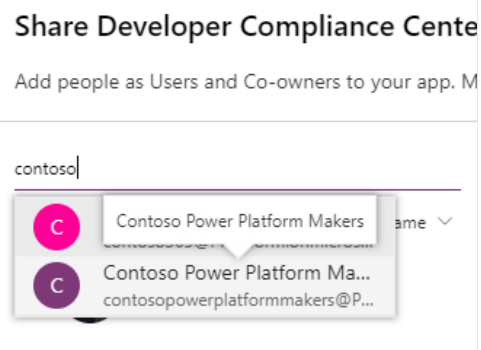 Share Developer Compliance Cente
Add people as Users and Co-owners to your app. M
contoso
C
Contoso Power Platform Makers
ame
C
Contoso Power Platform Ma...
contosopowerplatformmakers@P...